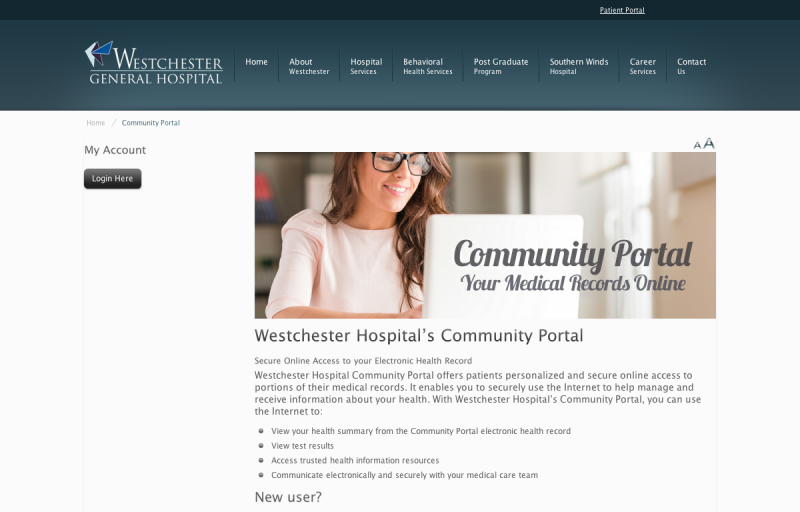 Patient Portal
WESTCHESTER
GENERAL HOSPITAL
Home
About
Westchester
Hospital
Services
Behavioral
Health Services
Post Graduate
Program
Southern Winds
Hospital
Career
Services
Contact
Us
Home / Community Portal
My Account
A A
Login Here
Community Portal
Your Medical Records Online
Westchester Hospital's Community Portal
Secure Online Access to your Electronic Health Record
Westchester Hospital Community Portal offers patients personalized and secure online access to
portions of their medical records. It enables you to securely use the Internet to help manage and
receive information about your health. With Westchester Hospital's Community Portal, you can use
the Internet to:
View your health summary from the Community Portal electronic health record
View test results
Access trusted health information resources
Communicate electronically and securely with your medical care team
New user?